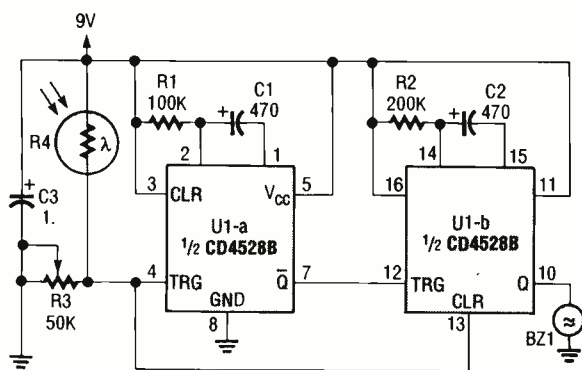 9V
R1
100K
C1
+ 470
R2
200K
C2
+ 470
R4
λ
2
1
14
15
3
CLR
VCC
5
16
11
+
C3
1.
U1-a
1/2 CD4528B
U1-b
1/2 CD4528B
4
TRG
Q̅
7
12
TRG
Q
10
R3
50K
GND
8
CLR
13
BZ1